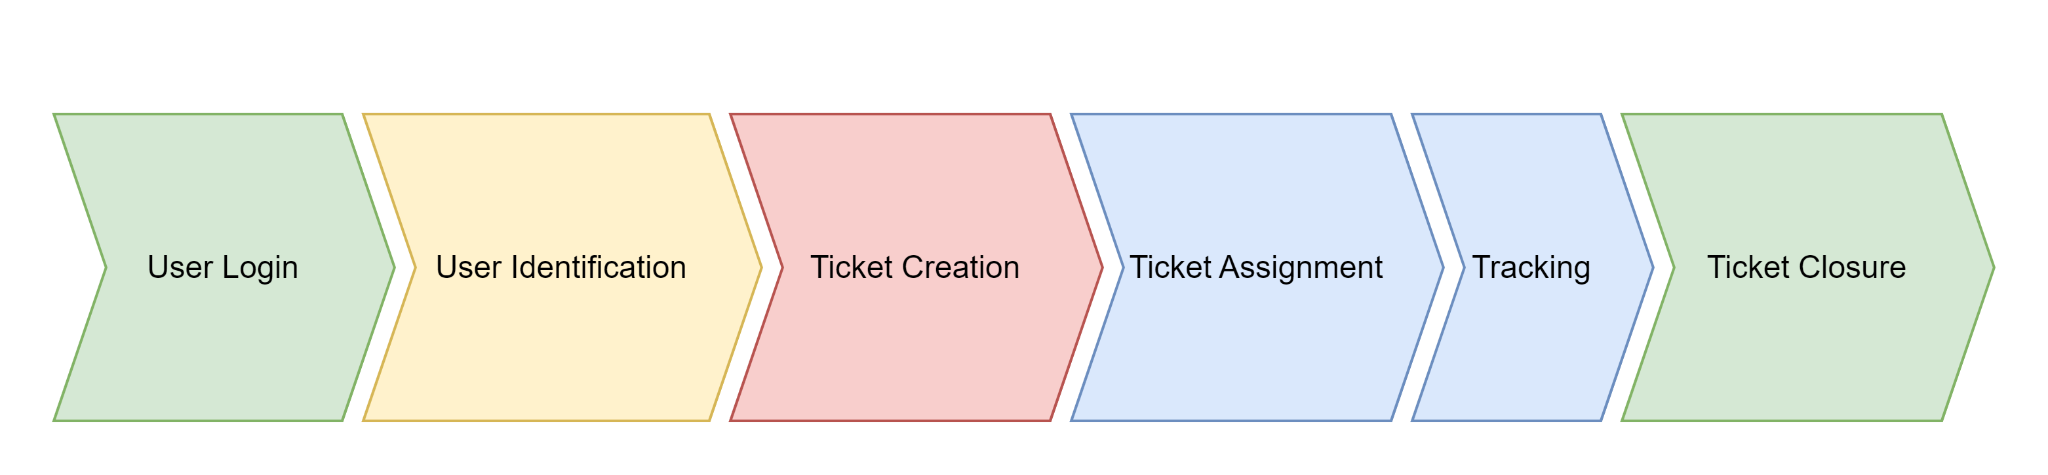 User Login
User Identification
Ticket Creation
Ticket Assignment
Tracking
Ticket Closure